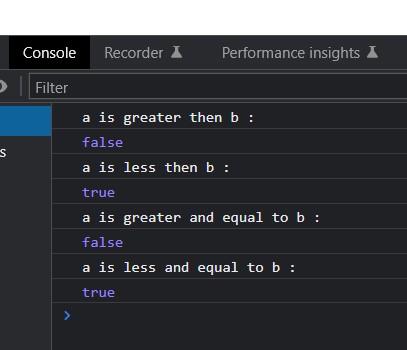 Console Recorder Performance insights
Filter
a is greater then b :
false
s
a is less then b :
true
a is greater and equal to b :
false
a is less and equal to b :
true